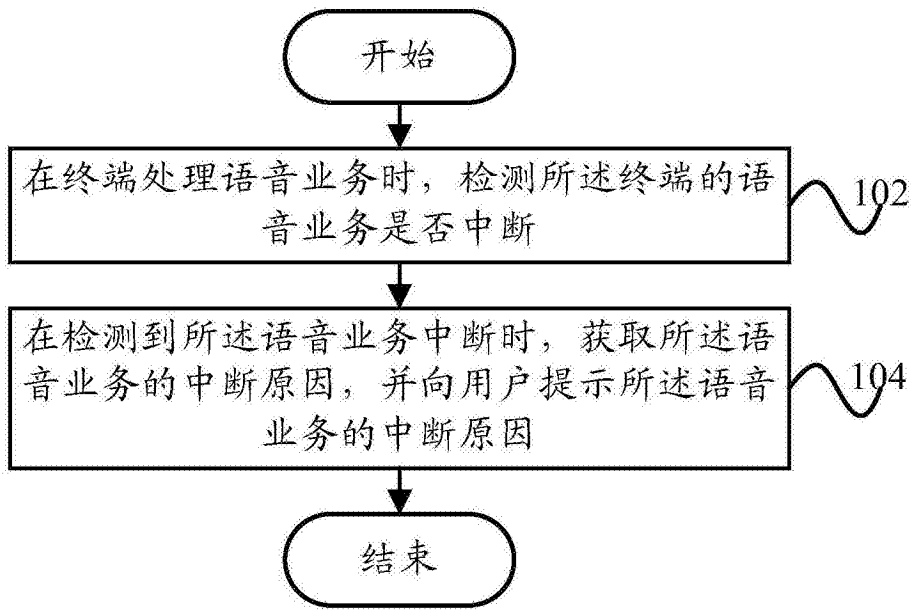 开始
在终端处理语音业务时，检测所述终端的语
音业务是否中断
102
在检测到所述语音业务中断时，获取所述语
音业务的中断原因，并向用户提示所述语音
业务的中断原因
104
结束